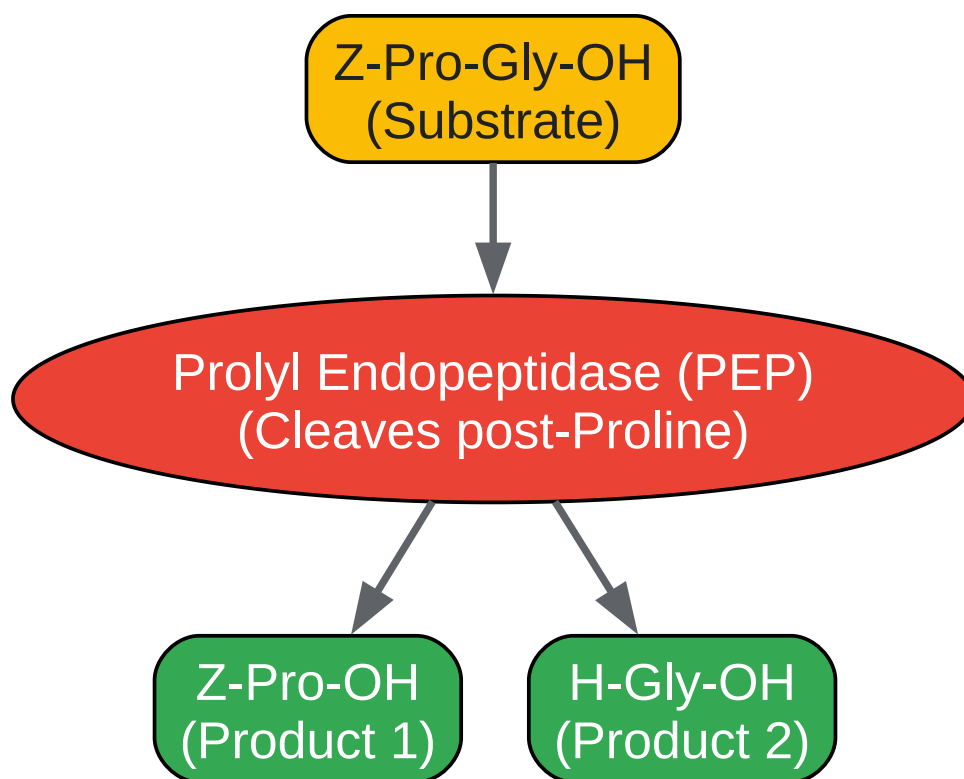 Z-Pro-Gly-OH
(Substrate)
Prolyl Endopeptidase (PEP)
(Cleaves post-Proline)
Z-Pro-OH
(Product 1)
H-Gly-OH
(Product 2)